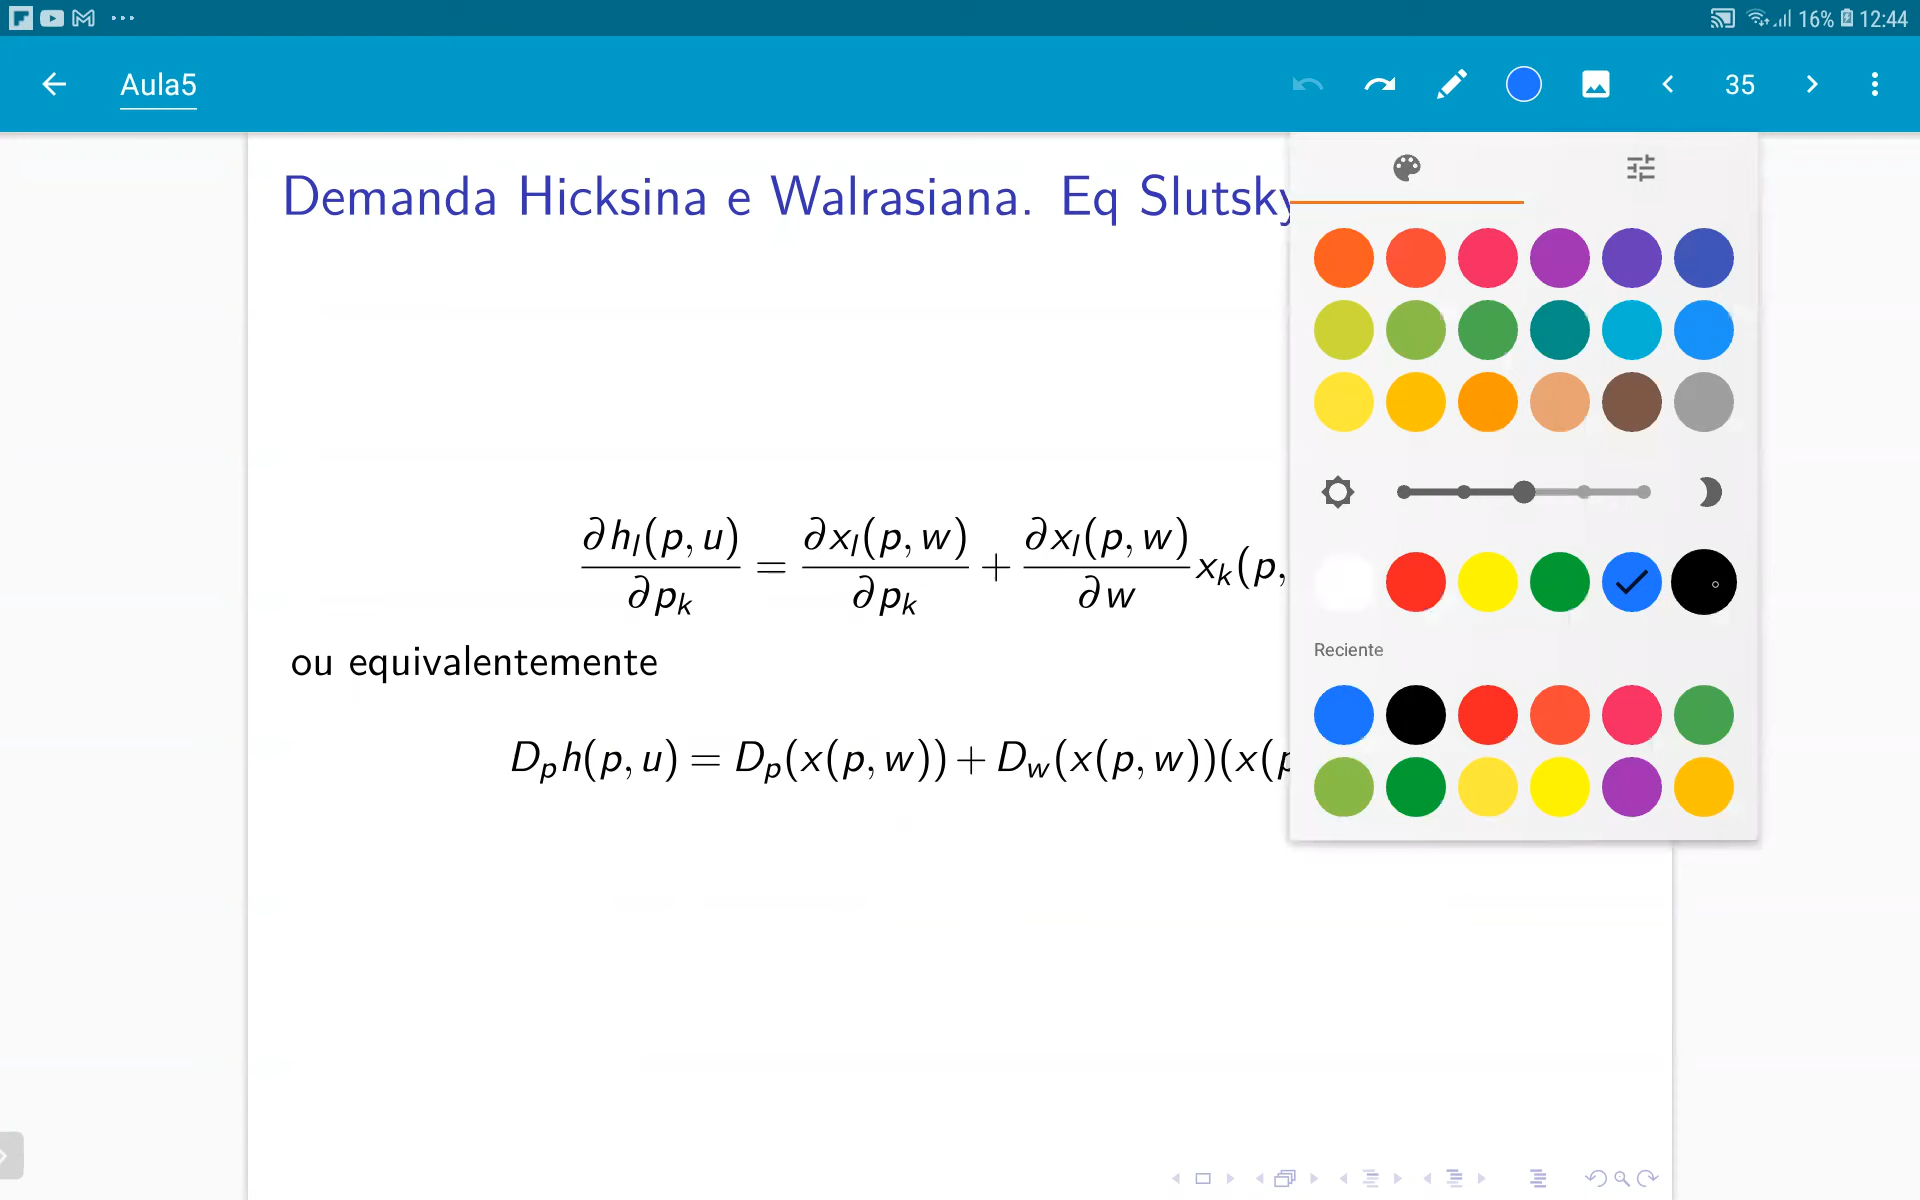 16% 12:44
Aula5
35
Demanda Hicksina e Walrasiana. Eq Slutsky
∂h_l(p, u)/∂p_k = ∂x_l(p, w)/∂p_k + ∂x_l(p, w)/∂w x_k(p,
ou equivalentemente
D_p h(p, u) = D_p(x(p, w)) + D_w(x(p, w))(x(p
Reciente